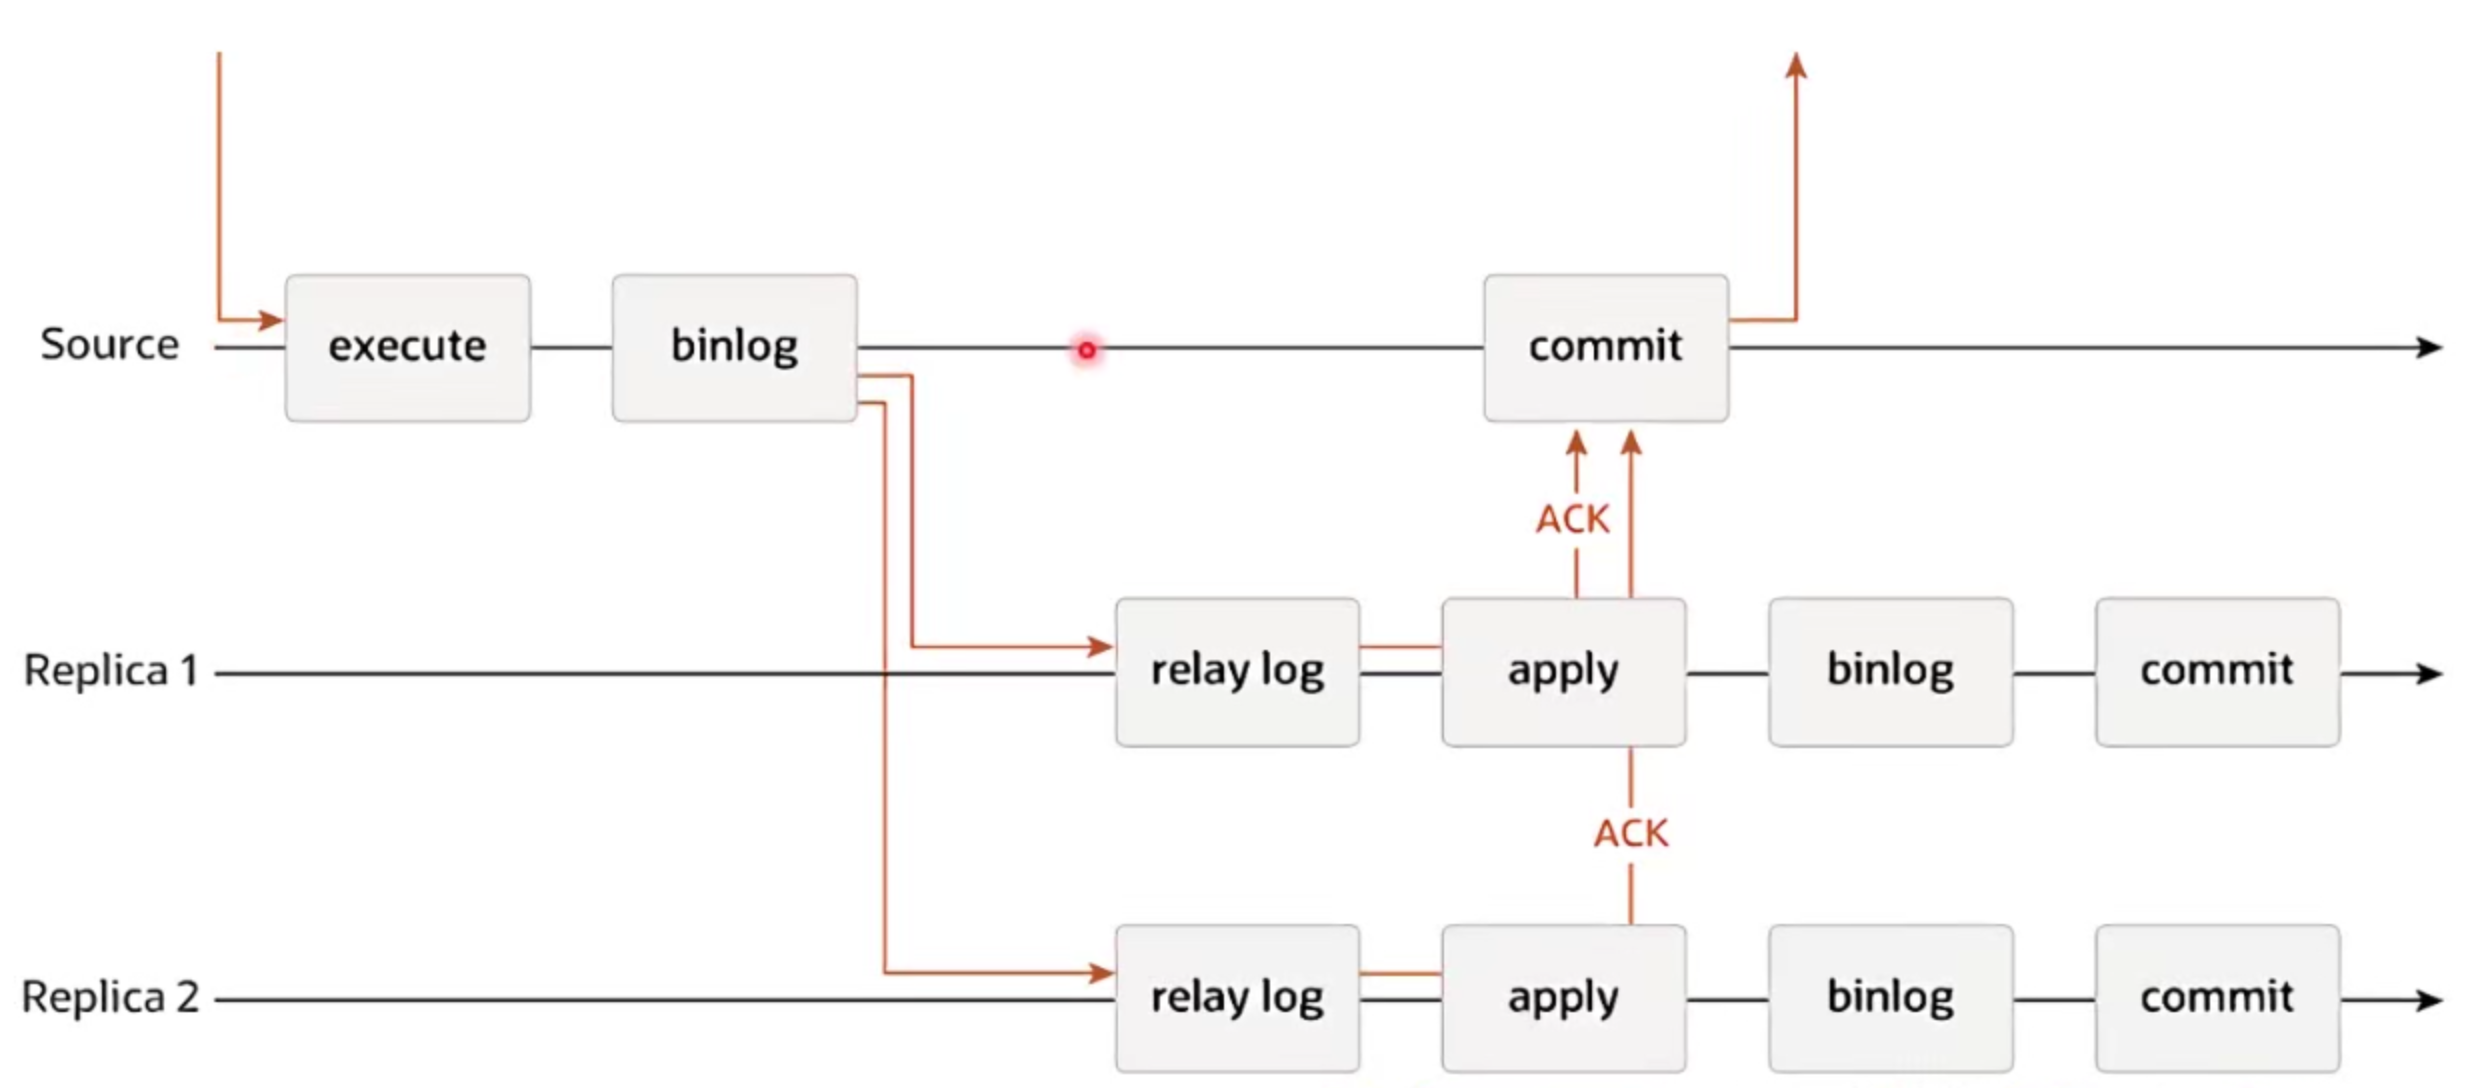 Source
execute
binlog
commit
ACK
Replica 1
relay log
apply
binlog
commit
ACK
Replica 2
relay log
apply
binlog
commit